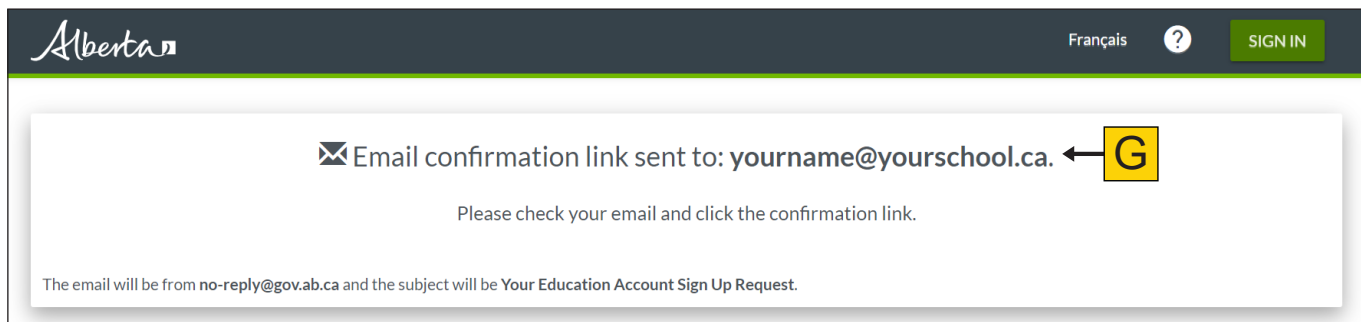 Alberta
Français ? SIGN IN
Email confirmation link sent to: yourname@yourschool.ca. G
Please check your email and click the confirmation link.
The email will be from no-reply@gov.ab.ca and the subject will be Your Education Account Sign Up Request.